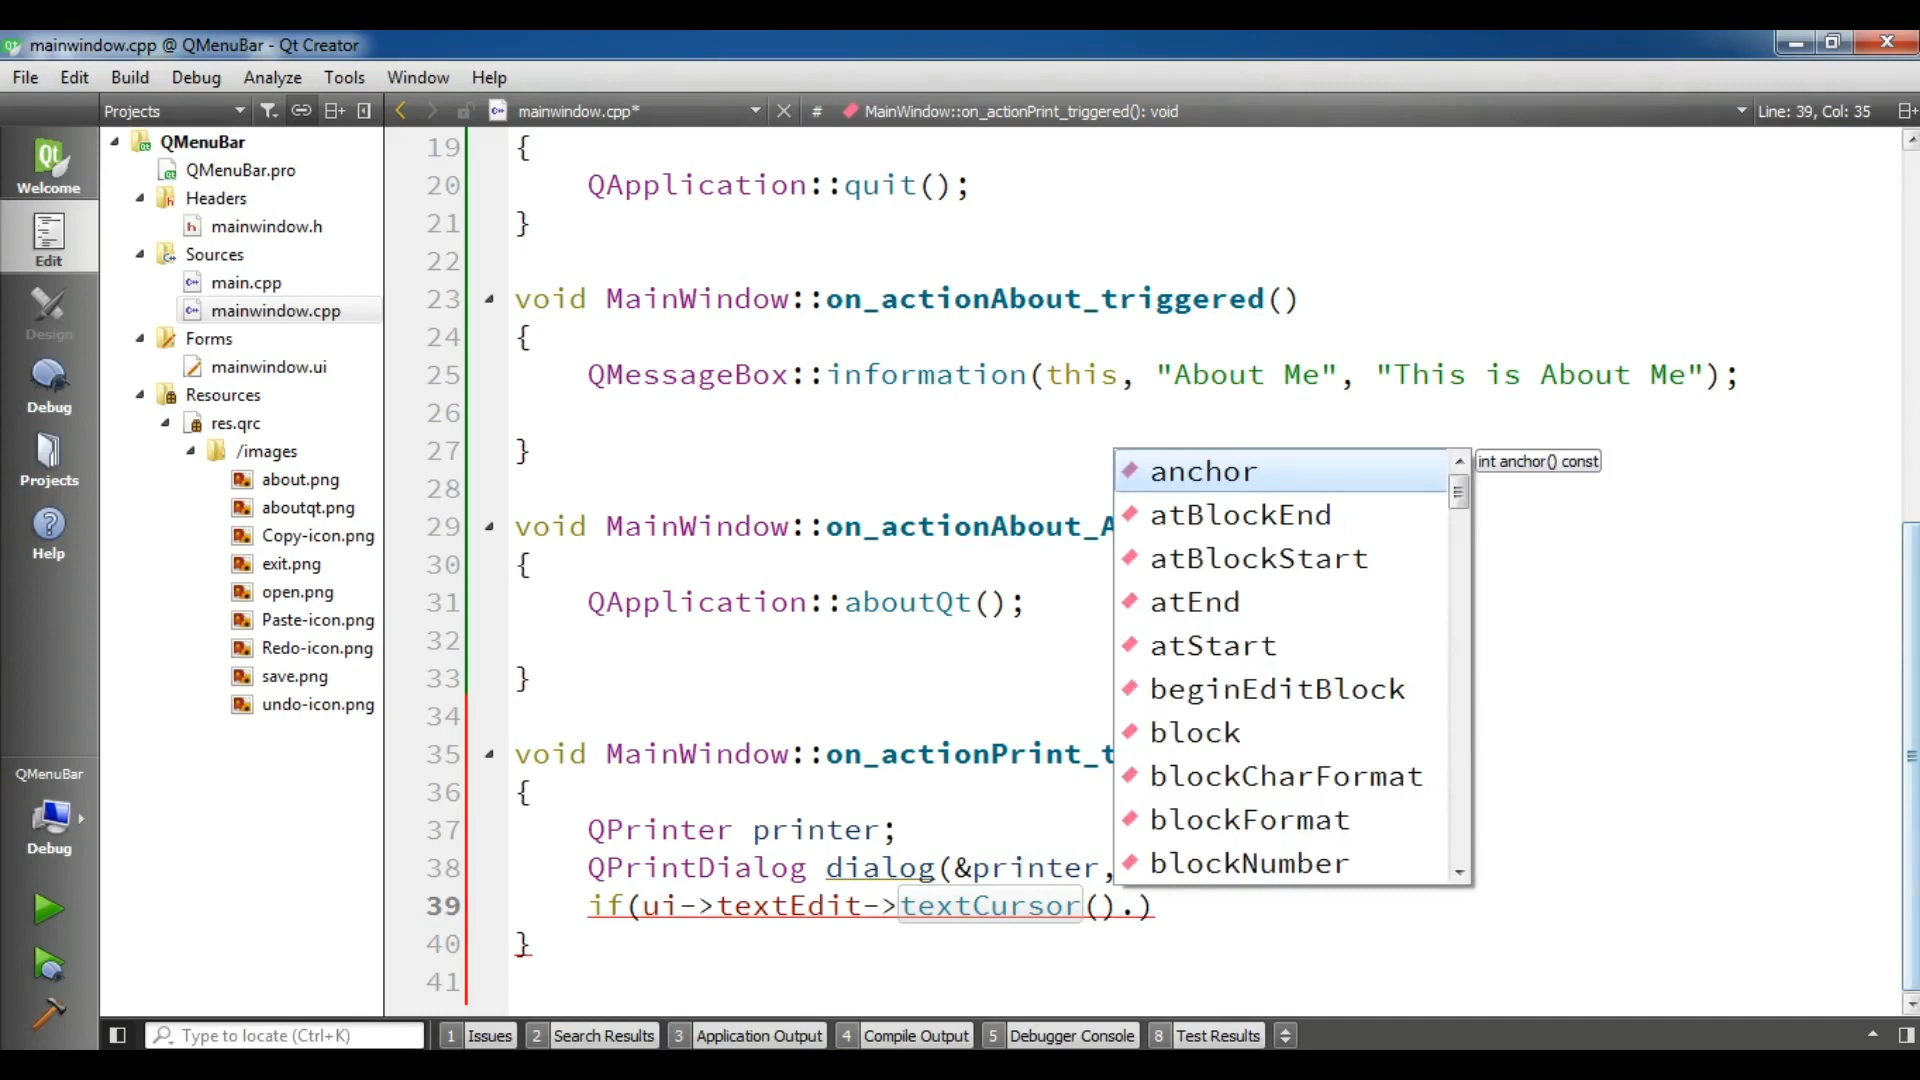 mainwindow.cpp @ QMenuBar - Qt Creator
File Edit Build Debug Analyze Tools Window Help
Projects mainwindow.cpp* # MainWindow::on_actionPrint_triggered(): void Line: 39, Col: 35
Welcome
Edit
Design
Debug
Projects
Help
QMenuBar
Debug
QMenuBar
QMenuBar.pro
Headers
mainwindow.h
Sources
main.cpp
mainwindow.cpp
Forms
mainwindow.ui
Resources
res.qrc
/images
about.png
aboutqt.png
Copy-icon.png
exit.png
open.png
Paste-icon.png
Redo-icon.png
save.png
undo-icon.png
19 {
20 QApplication::quit();
21 }
22
23 void MainWindow::on_actionAbout_triggered()
24 {
25 QMessageBox::information(this, "About Me", "This is About Me");
26
27 }
28
29 void MainWindow::on_actionAbout_A
30 {
31 QApplication::aboutQt();
32
33 }
34
35 void MainWindow::on_actionPrint_t
36 {
37 QPrinter printer;
38 QPrintDialog dialog(&printer,
39 if(ui->textEdit->textCursor().)
40 }
41
anchor
atBlockEnd
atBlockStart
atEnd
atStart
beginEditBlock
block
blockCharFormat
blockFormat
blockNumber
int anchor() const
Type to locate (Ctrl+K) 1 Issues 2 Search Results 3 Application Output 4 Compile Output 5 Debugger Console 8 Test Results